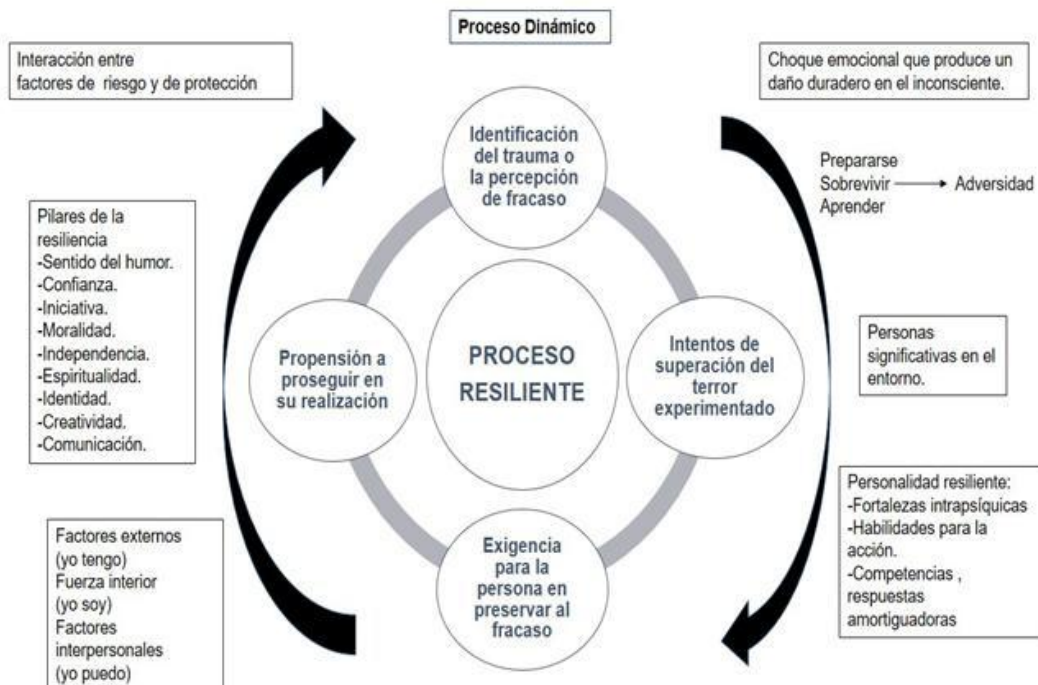 Proceso Dinámico
Interacción entre
factores de riesgo y de protección
Choque emocional que produce un
daño duradero en el inconsciente.
Identificación
del trauma o
la percepción
de fracaso
Prepararse
Sobrevivir → Adversidad
Aprender
Pilares de la
resiliencia
-Sentido del humor.
-Confianza.
-Iniciativa.
-Moralidad.
-Independencia.
-Espiritualidad.
-Identidad.
-Creatividad.
-Comunicación.
Propensión a
proseguir en
su realización
PROCESO
RESILIENTE
Intentos de
superación del
terror
experimentado
Personas
significativas en el
entorno.
Personalidad resiliente:
-Fortalezas intrapsíquicas
-Habilidades para la
acción.
-Competencias ,
respuestas
amortiguadoras
Exigencia
para la
persona en
preservar al
fracaso
Factores externos
(yo tengo)
Fuerza interior
(yo soy)
Factores
interpersonales
(yo puedo)